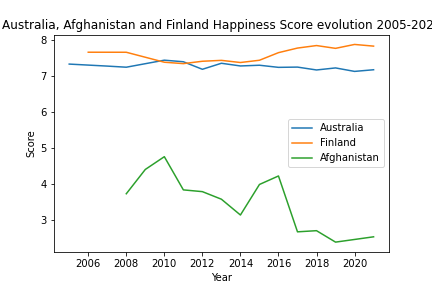 Australia, Afghanistan and Finland Happiness Score evolution 2005-202
8
7
6
5
4
3
Score
Australia
Finland
Afghanistan
2006 2008 2010 2012 2014 2016 2018 2020
Year